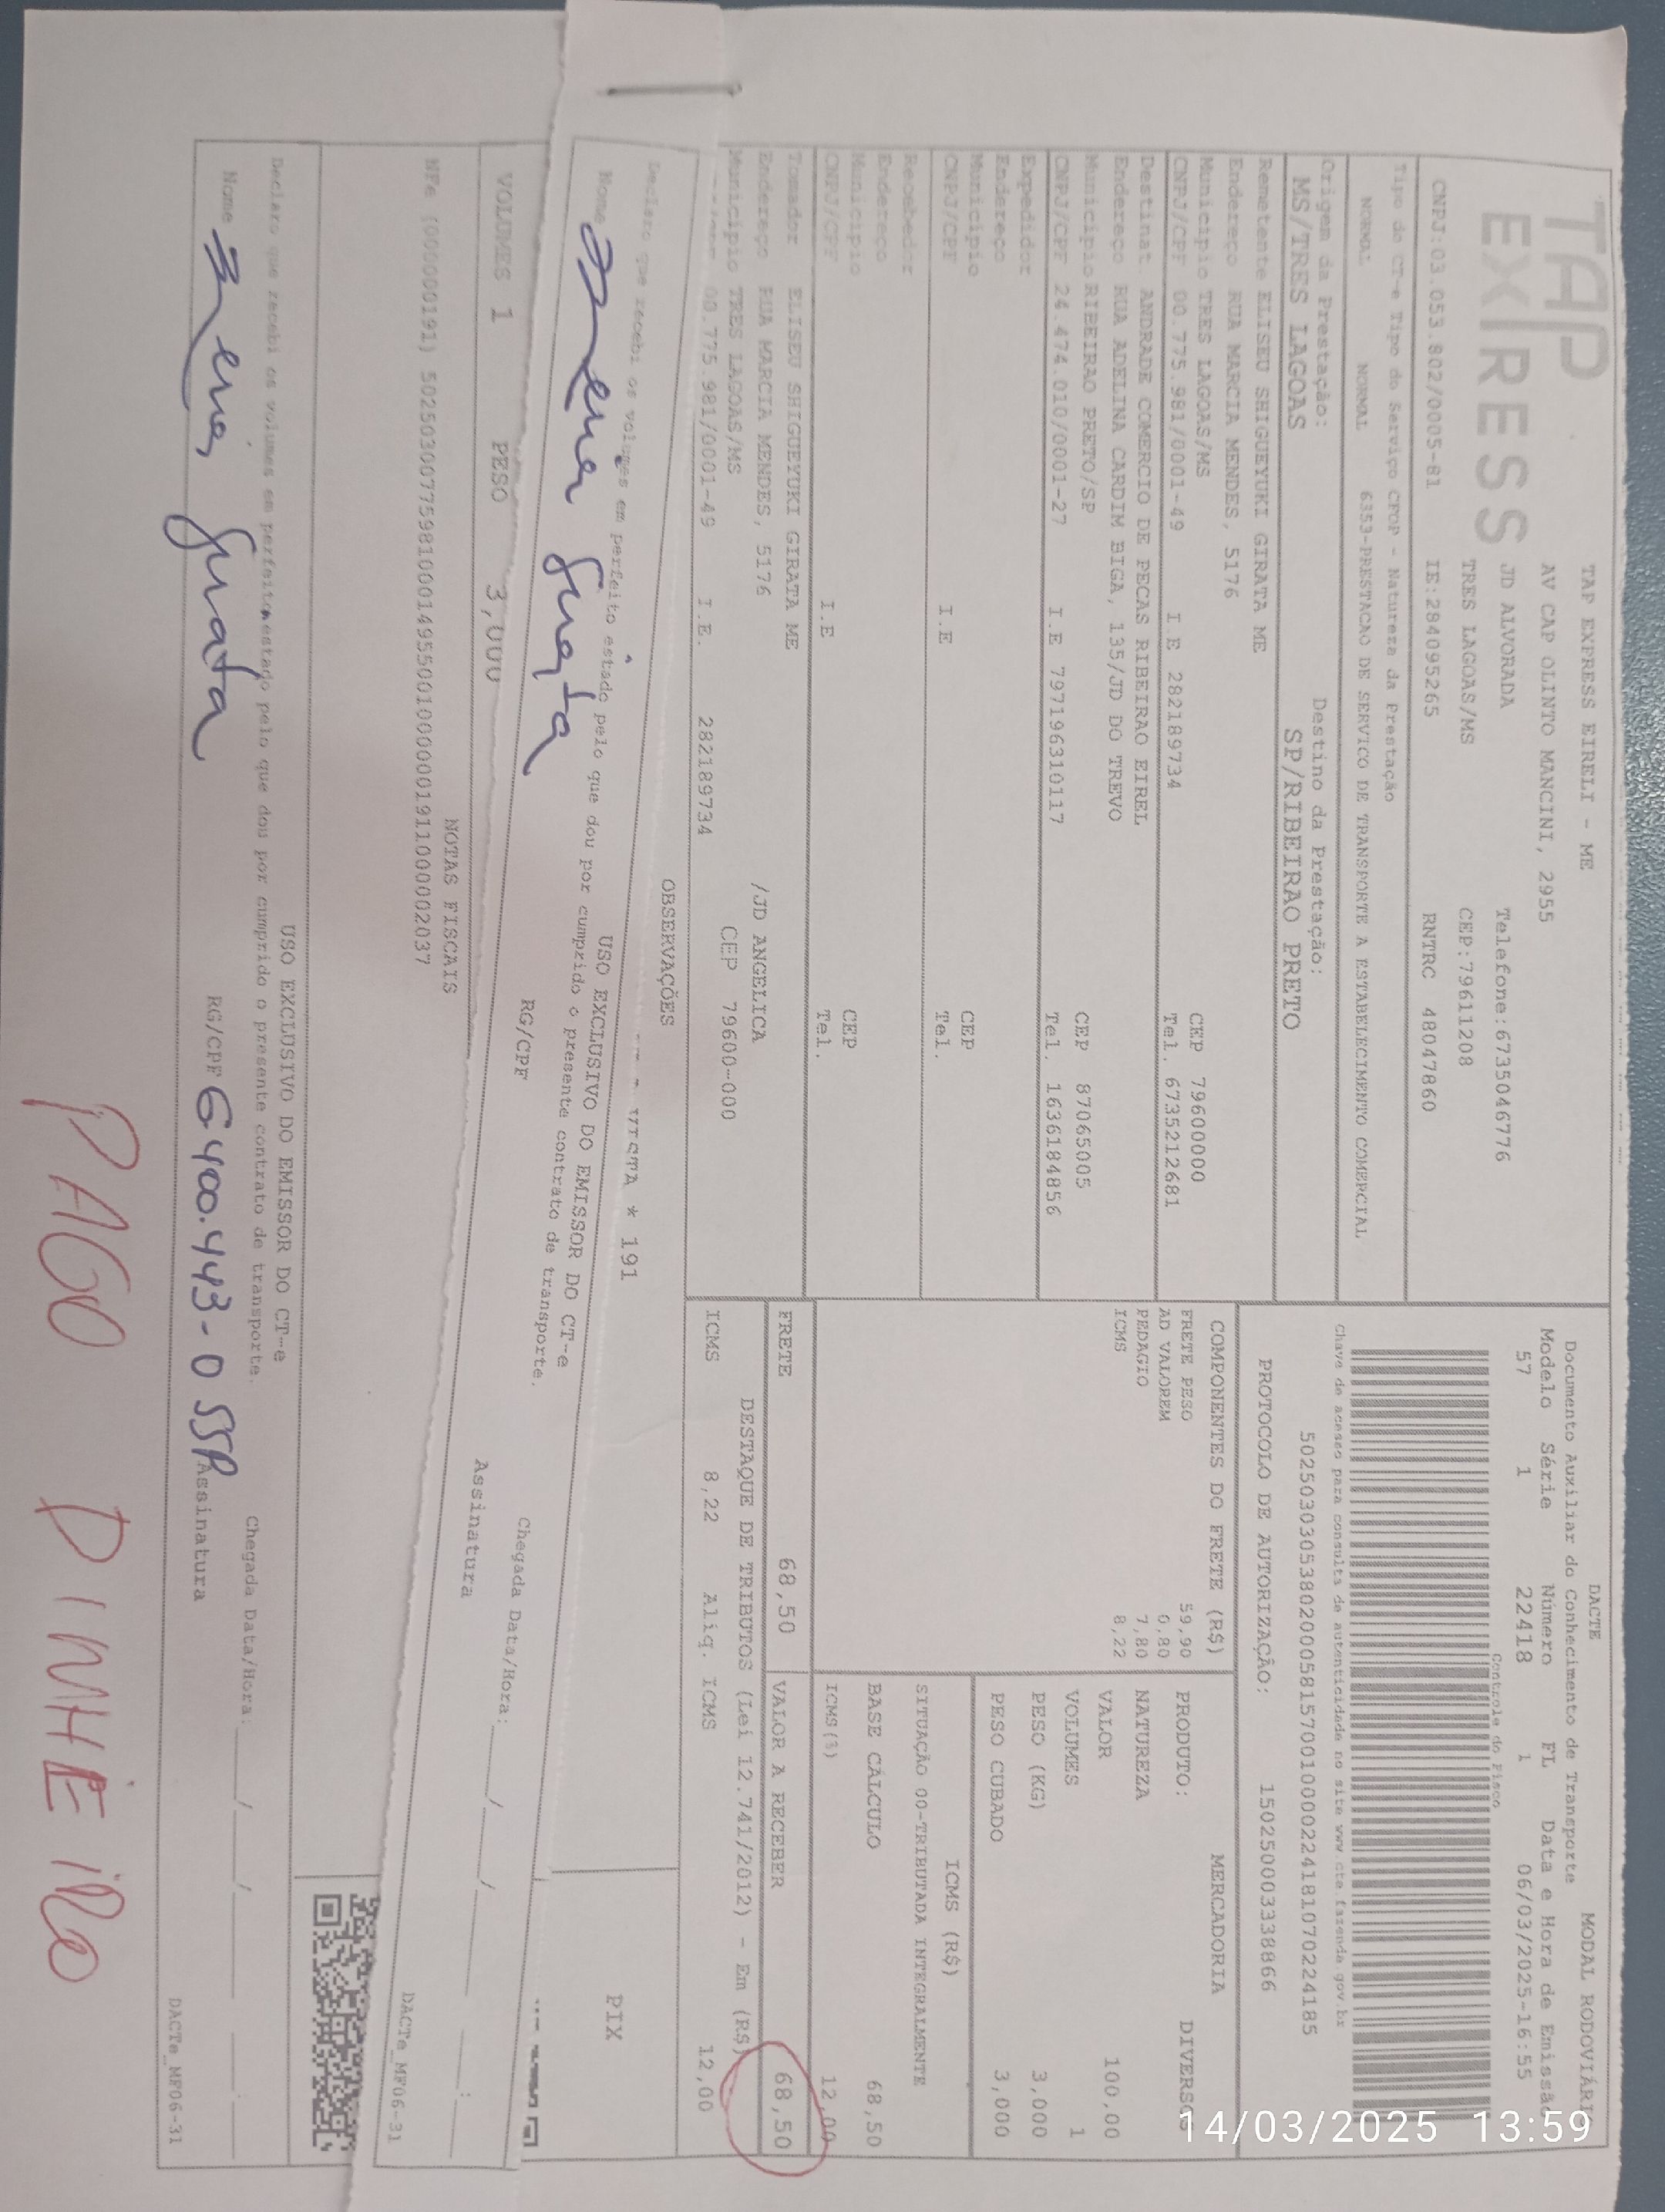 TAP
EXPRESS
TAP EXPRESS EIRELI - ME
AV CAP OLINTO MANCINI, 2955
JD ALVORADA Telefone:6735046776
TRES LAGOAS/MS CEP:79611208
CNPJ:03.053.802/0005-81 IE:284095265 RNTRC 48047860
Tipo do CT-e Tipo do Serviço CFOP - Natureza da Prestação
NORMAL NORMAL 6353-PRESTACAO DE SERVICO DE TRANSPORTE A ESTABELECIMENTO COMERCIAL
Origem da Prestação: Destino da Prestação:
MS/TRES LAGOAS SP/RIBEIRAO PRETO
Remetente ELISEU SHIGUEYUKI GIRATA ME
Endereço RUA MARCIA MENDES, 5176
Município TRES LAGOAS/MS CEP 79600000
CNPJ/CPF 00.775.981/0001-49 I.E 282189734 Tel. 6735212681
Destinat. ANDRADE COMERCIO DE PECAS RIBEIRAO EIREL
Endereço RUA ADELINA CARDIM BIGA, 135/JD DO TREVO
Município RIBEIRAO PRETO/SP CEP 87065005
CNPJ/CPF 24.474.010/0001-27 I.E 797196310117 Tel. 1636184856
Expedidor
Endereço
Município CEP
CNPJ/CPF I.E Tel.
Recebedor
Endereço
Município CEP
CNPJ/CPF I.E Tel.
Tomador ELISEU SHIGUEYUKI GIRATA ME
Endereço RUA MARCIA MENDES, 5176 /JD ANGELICA
Município TRES LAGOAS/MS CEP 79600-000
00.775.981/0001-49 I.E. 282189734
OBSERVAÇÕES
* 191
DACTE MODAL RODOVIÁRI
Documento Auxiliar do Conhecimento de Transporte
Modelo Série Número FL Data e Hora de Emissã
57 1 22418 1 06/03/2025-16:55
Controle do Fisco
Chave de acesso para consulta de autenticidade no site www.cte.fazenda.gov.br
50250303053802000581570010000224181070224185
PROTOCOLO DE AUTORIZAÇÃO: 150250003338866
COMPONENTES DO FRETE (R$)
FRETE PESO 59,90
AD VALOREM 0,80
PEDAGIO 7,80
ICMS 8,22
MERCADORIA
PRODUTO: DIVERSO
NATUREZA
VALOR 100,00
VOLUMES 1
PESO (KG) 3,000
PESO CUBADO 3,000
ICMS (R$)
SITUAÇÃO 00-TRIBUTADA INTEGRALMENTE
BASE CÁLCULO 68,50
ICMS(%) 12,00
FRETE 68,50 VALOR A RECEBER 68,50
DESTAQUE DE TRIBUTOS (Lei 12.741/2012) - Em (R$)
ICMS 8,22 Aliq. ICMS 12,00
PIX
USO EXCLUSIVO DO EMISSOR DO CT-e
Declaro que recebi os volumes em perfeito estado pelo que dou por cumprido o presente contrato de transporte.
Nome RG/CPF Assinatura Chegada Data/Hora: ___/___/___ ___:___
DACTe_MF06-31
VOLUMES 1 PESO 3,000
NOTAS FISCAIS
NFe (000000191) 50250300775981000149550010000001911000002037
USO EXCLUSIVO DO EMISSOR DO CT-e
Declaro que recebi os volumes em perfeito estado pelo que dou por cumprido o presente contrato de transporte.
Nome RG/CPF 6400.443-0 SSP Assinatura Chegada Data/Hora: ___/___/___ ___:___
DACTe_MF06-31
PAGO DINHEIRO
14/03/2025 13:59